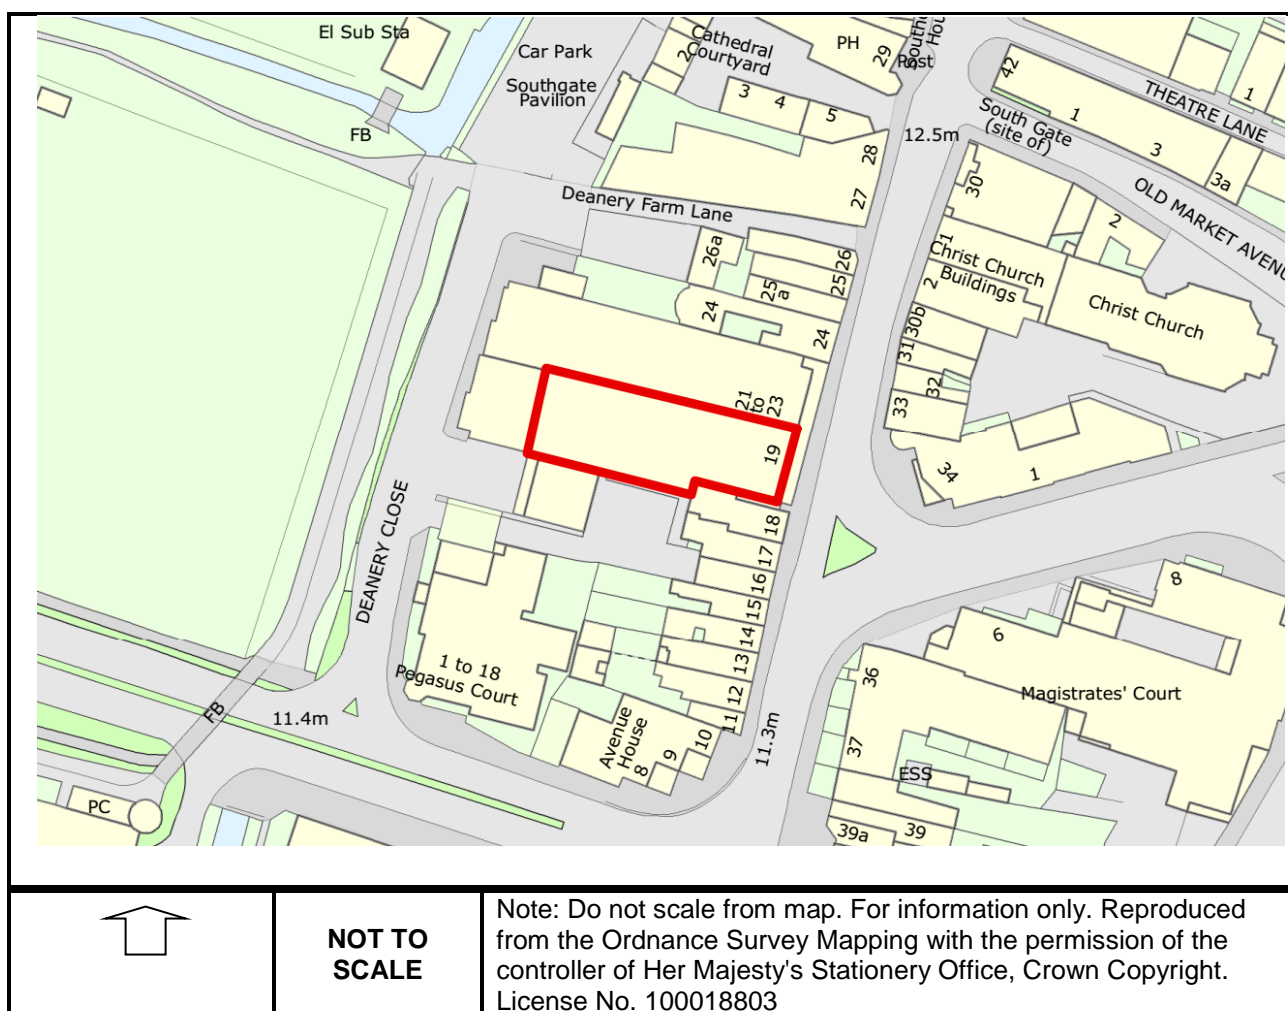 El Sub Sta
Car Park
Southgate
Pavilion
FB
Cathedral
Courtyard
2
3
4
5
PH
29
Post
28
27
12.5m
42
South Gate
(site of)
1
3
3a
1
THEATRE LANE
OLD MARKET AVENU
Deanery Farm Lane
26a
26
25
25
a
24
24
30
1
2
2
Christ Church
Buildings
Christ Church
30b
31
32
33
34
1
21
to
23
19
18
17
16
15
14
13
12
11
10
9
8
DEANERY CLOSE
1 to 18
Pegasus Court
Avenue
House
FB
11.4m
11.3m
PC
8
6
36
Magistrates' Court
37
ESS
39a
39
NOT TO
SCALE
Note: Do not scale from map. For information only. Reproduced
from the Ordnance Survey Mapping with the permission of the
controller of Her Majesty's Stationery Office, Crown Copyright.
License No. 100018803